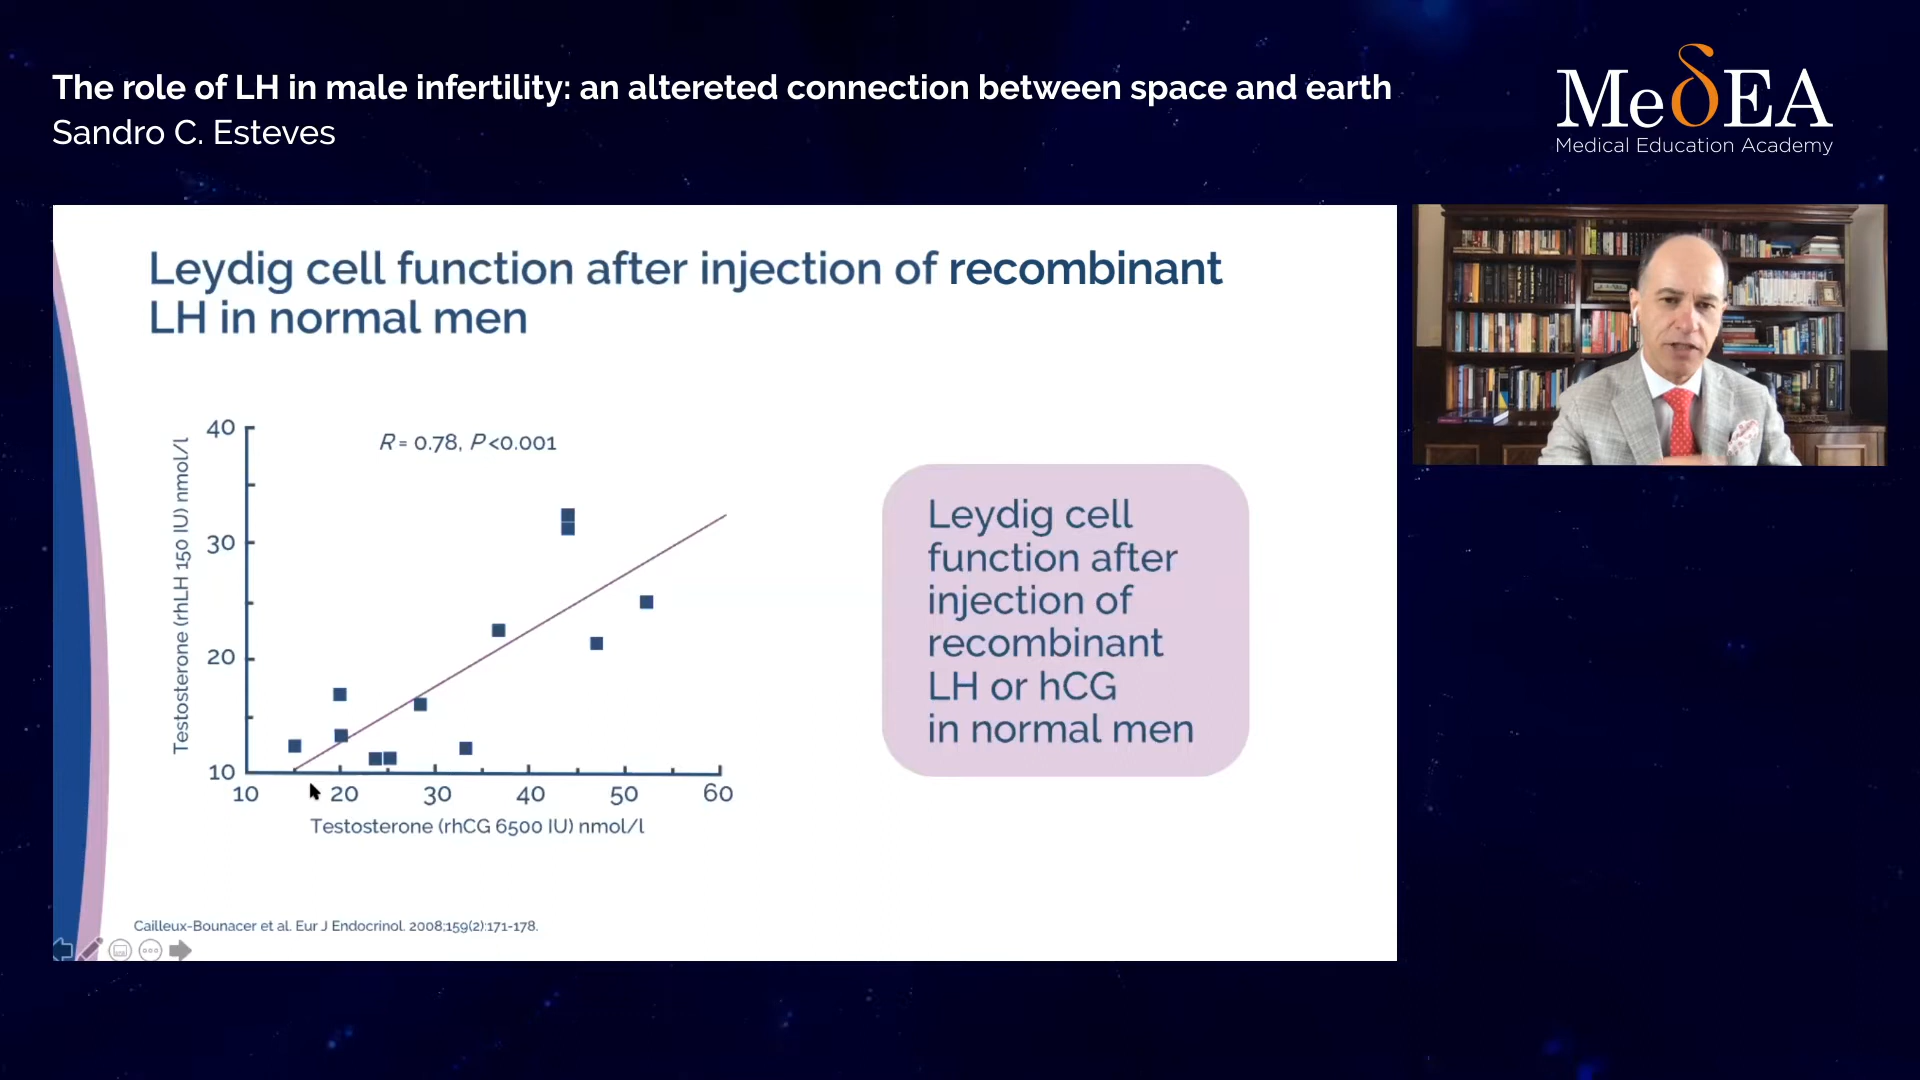 The role of LH in male infertility: an altereted connection between space and earth
Sandro C. Esteves
MeδEA
Medical Education Academy
Leydig cell function after injection of recombinant
LH in normal men
Testosterone (rhLH 150 IU) nmol/l
40
30
20
10
R = 0.78, P <0.001
10 20 30 40 50 60
Testosterone (rhCG 6500 IU) nmol/l
Leydig cell
function after
injection of
recombinant
LH or hCG
in normal men
Cailleux-Bounacer et al. Eur J Endocrinol. 2008;159(2):171-178.